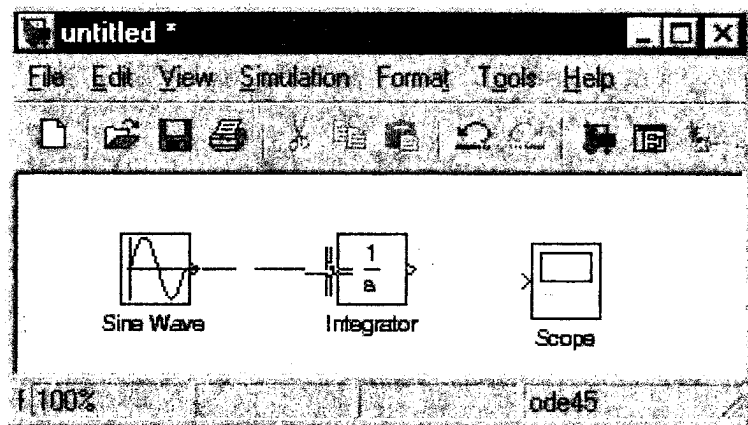 untitled *
File Edit View Simulation Format Tools Help
1
s
Sine Wave Integrator Scope
f 100% ode45